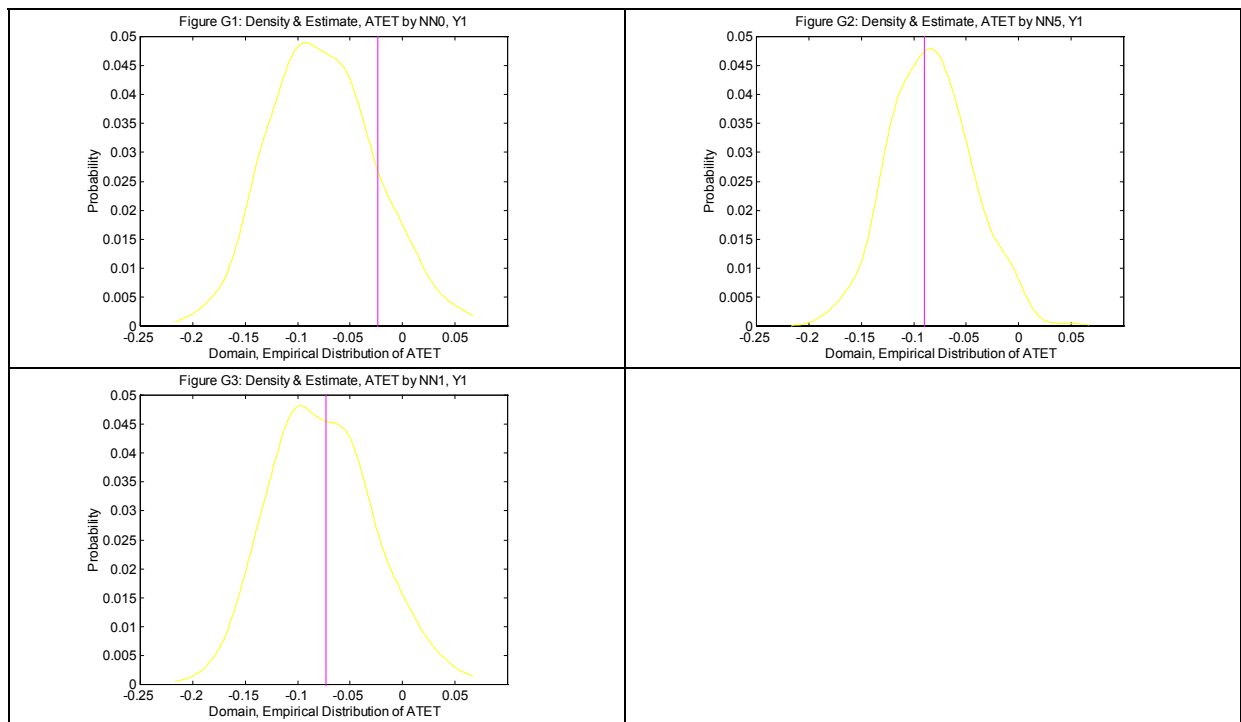 Figure G1: Density & Estimate, ATET by NN0, Y1
0.05
0.045
0.04
0.035
0.03
0.025
0.02
0.015
0.01
0.005
0
Probability
-0.25 -0.2 -0.15 -0.1 -0.05 0 0.05
Domain, Empirical Distribution of ATET
Figure G2: Density & Estimate, ATET by NN5, Y1
0.05
0.045
0.04
0.035
0.03
0.025
0.02
0.015
0.01
0.005
0
Probability
-0.25 -0.2 -0.15 -0.1 -0.05 0 0.05
Domain, Empirical Distribution of ATET
Figure G3: Density & Estimate, ATET by NN1, Y1
0.05
0.045
0.04
0.035
0.03
0.025
0.02
0.015
0.01
0.005
0
Probability
-0.25 -0.2 -0.15 -0.1 -0.05 0 0.05
Domain, Empirical Distribution of ATET